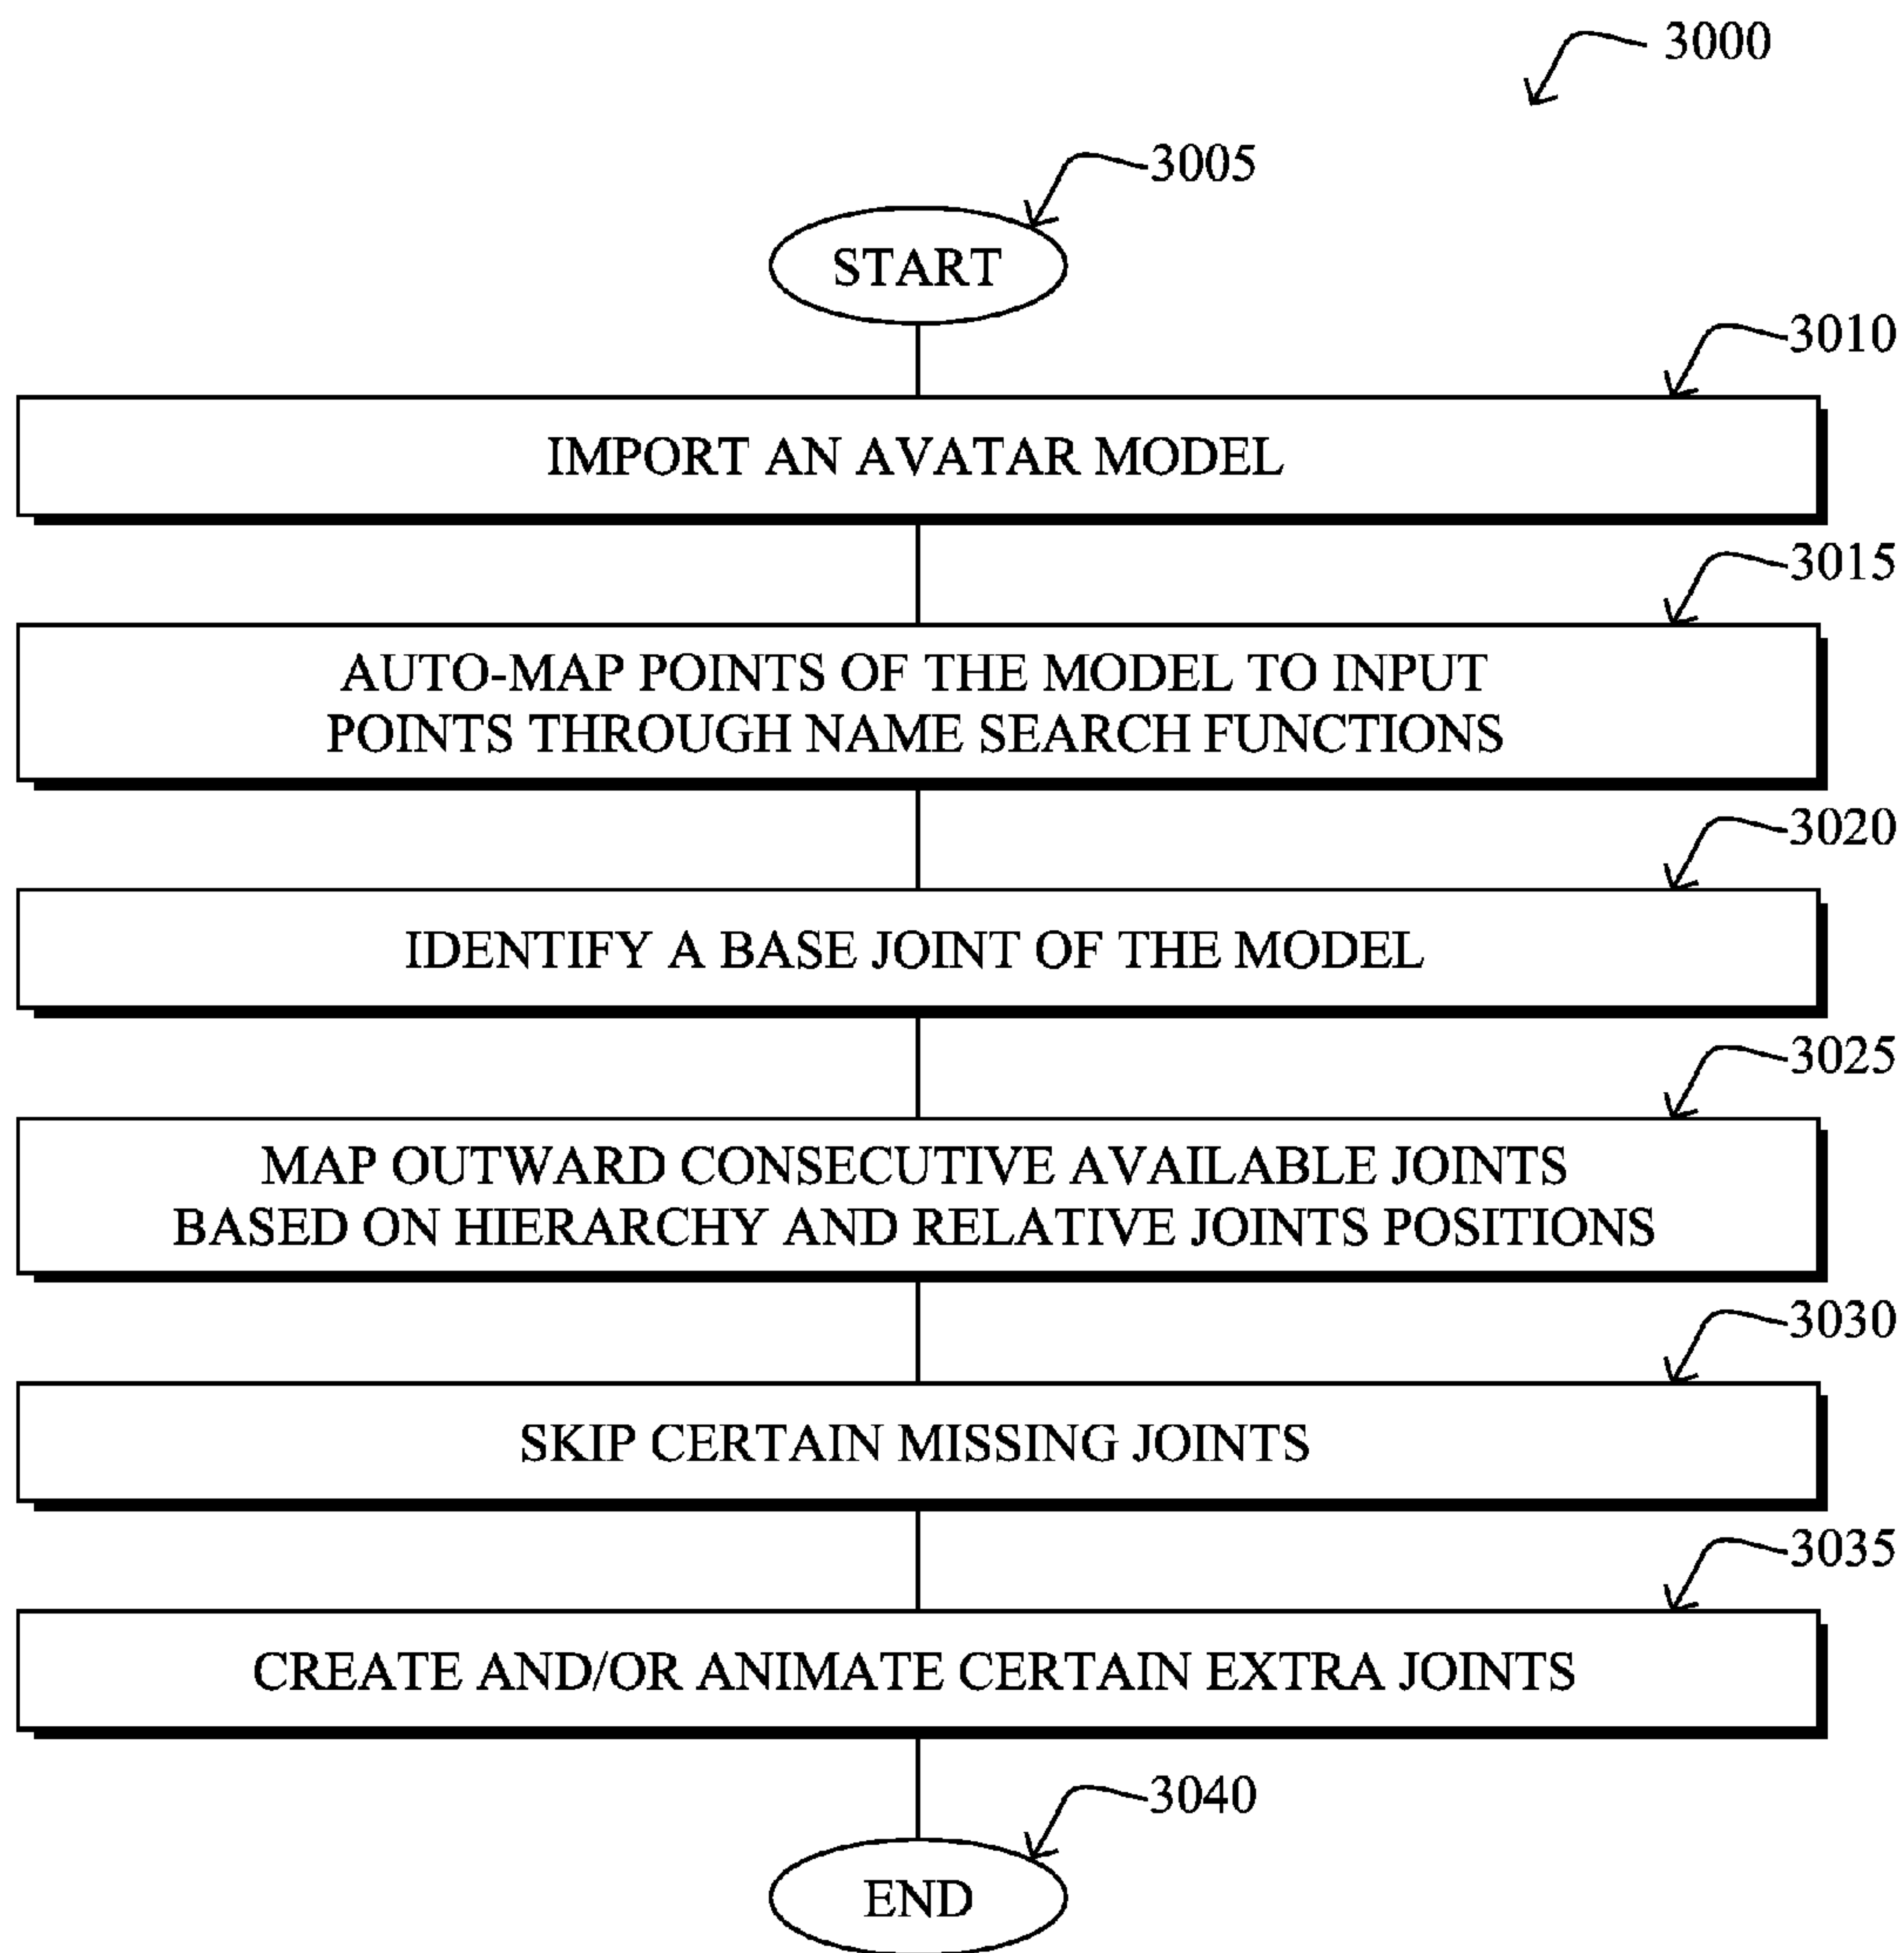 3000
3005
START
3010
IMPORT AN AVATAR MODEL
3015
AUTO-MAP POINTS OF THE MODEL TO INPUT
POINTS THROUGH NAME SEARCH FUNCTIONS
3020
IDENTIFY A BASE JOINT OF THE MODEL
3025
MAP OUTWARD CONSECUTIVE AVAILABLE JOINTS
BASED ON HIERARCHY AND RELATIVE JOINTS POSITIONS
3030
SKIP CERTAIN MISSING JOINTS
3035
CREATE AND/OR ANIMATE CERTAIN EXTRA JOINTS
3040
END